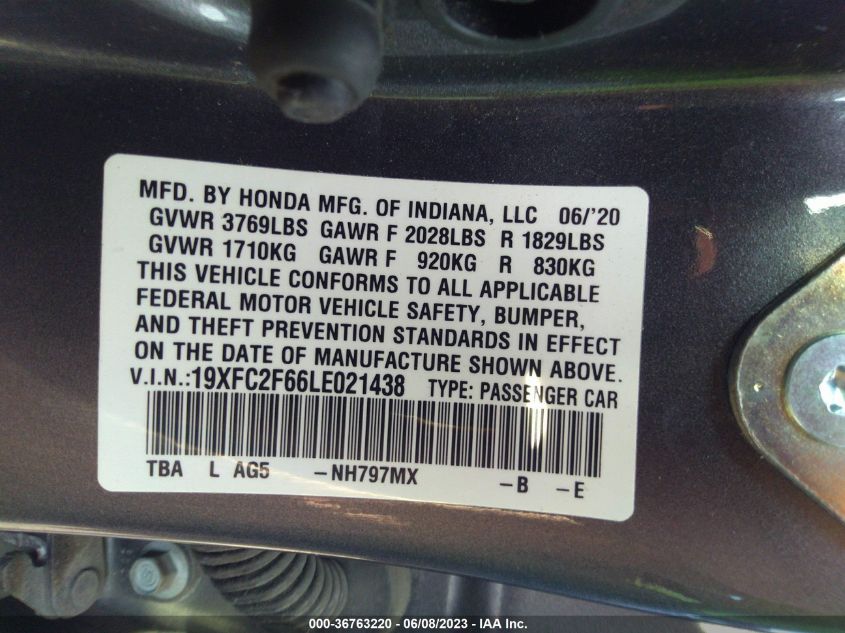 MFD. BY HONDA MFG. OF INDIANA, LLC 06/'20
GVWR 3769LBS GAWR F 2028LBS R 1829LBS
GVWR 1710KG GAWR F 920KG R 830KG
THIS VEHICLE CONFORMS TO ALL APPLICABLE
FEDERAL MOTOR VEHICLE SAFETY, BUMPER,
AND THEFT PREVENTION STANDARDS IN EFFECT
ON THE DATE OF MANUFACTURE SHOWN ABOVE.
V.I.N.:19XFC2F66LE021438 TYPE: PASSENGER CAR
TBA L AG5 -NH797MX -B -E
000-36763220 - 06/08/2023 - IAA Inc.